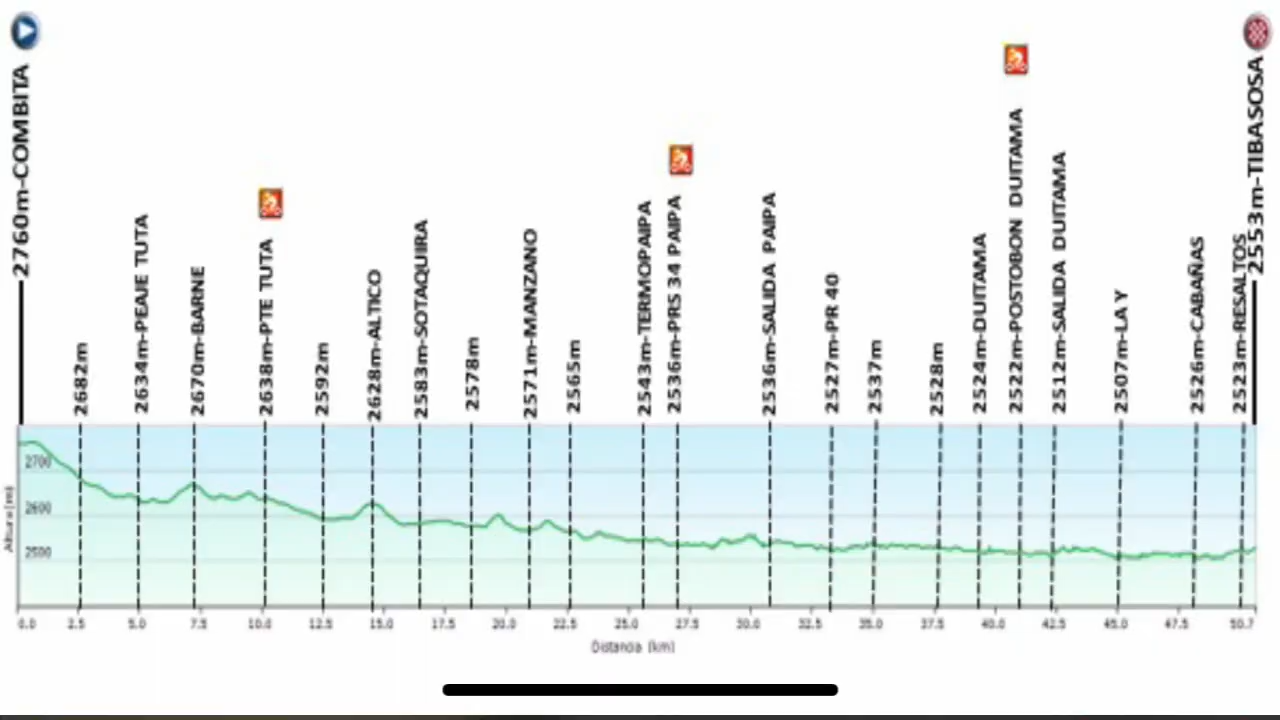 2760m-COMBITA
2682m
2634m-PEAJE TUTA
2670m-BARNE
2638m-PTE TUTA
2592m
2628m-ALTICO
2583m-SOTAQUIRA
2578m
2571m-MANZANO
2565m
2543m-TERMOPAIPA
2536m-PRS 34 PAIPA
2536m-SALIDA PAIPA
2527m-PR 40
2537m
2528m
2524m-DUITAMA
2522m-POSTOBON DUITAMA
2512m-SALIDA DUITAMA
2507m-LA Y
2526m-CABAÑAS
2523m-RESALTOS
2553m-TIBASOSA
2700
2600
2500
Altura [m]
0.0 2.5 5.0 7.5 10.0 12.5 15.0 17.5 20.0 22.5 25.0 27.5 30.0 32.5 35.0 37.5 40.0 42.5 45.0 47.5 50.7
Distancia [km]